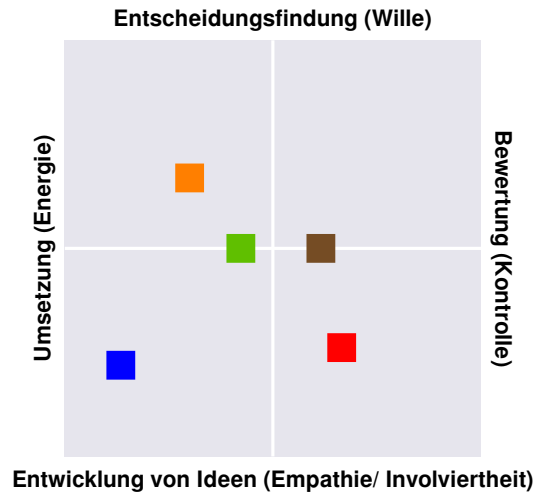 Entscheidungsfindung (Wille)
Umsetzung (Energie)
Bewertung (Kontrolle)
Entwicklung von Ideen (Empathie/ Involviertheit)